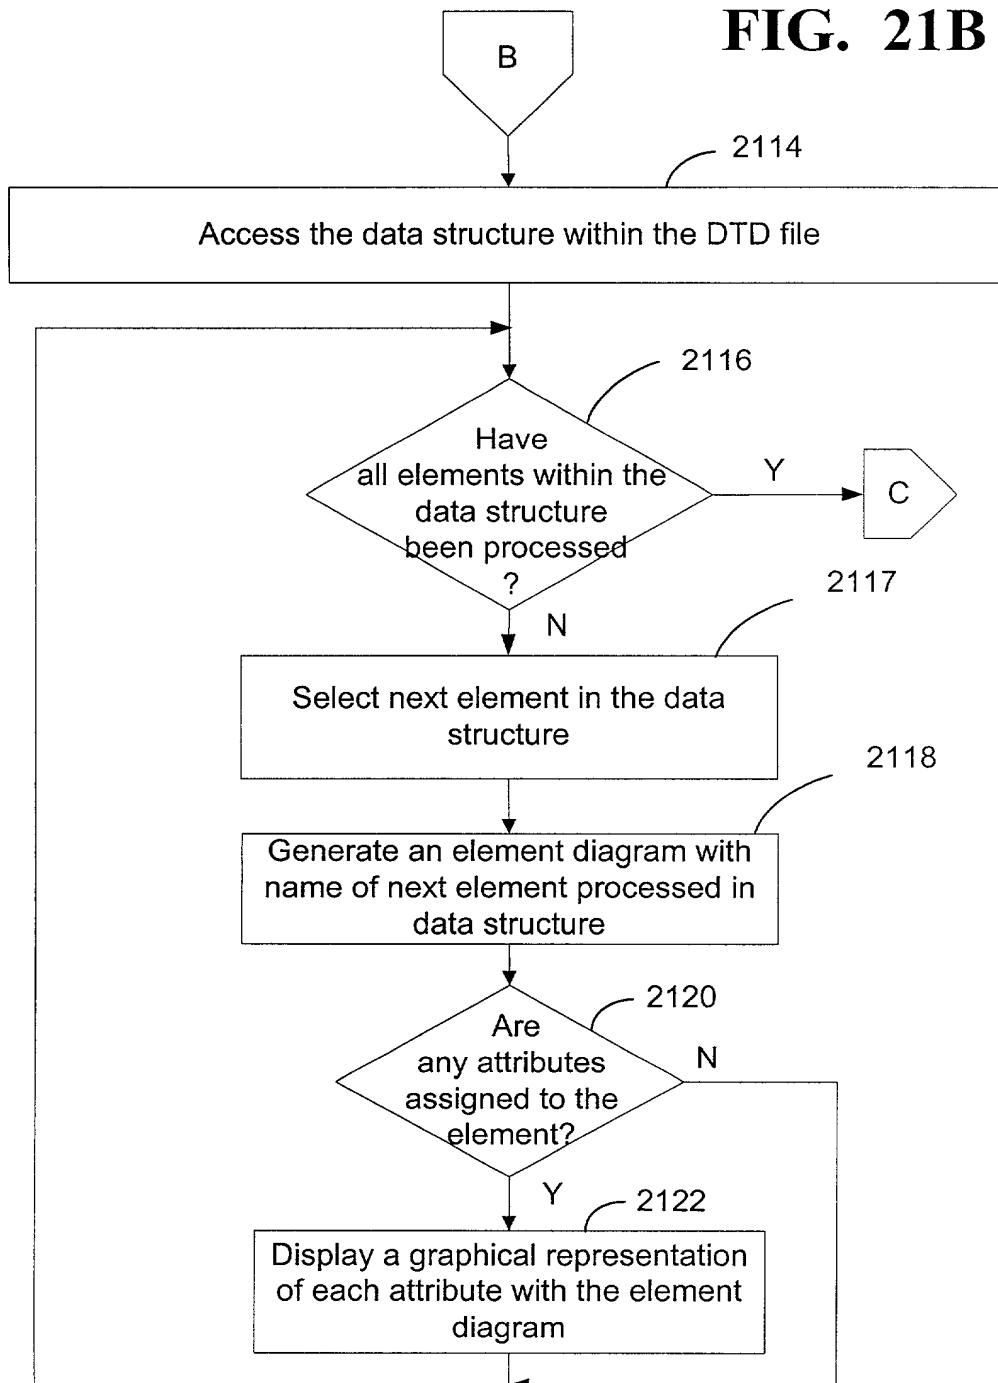 FIG. 21B
B
2114
Access the data structure within the DTD file
2116
Have
all elements within the
data structure
been processed
?
Y
C
N
2117
Select next element in the data
structure
2118
Generate an element diagram with
name of next element processed in
data structure
2120
Are
any attributes
assigned to the
element?
N
Y
2122
Display a graphical representation
of each attribute with the element
diagram